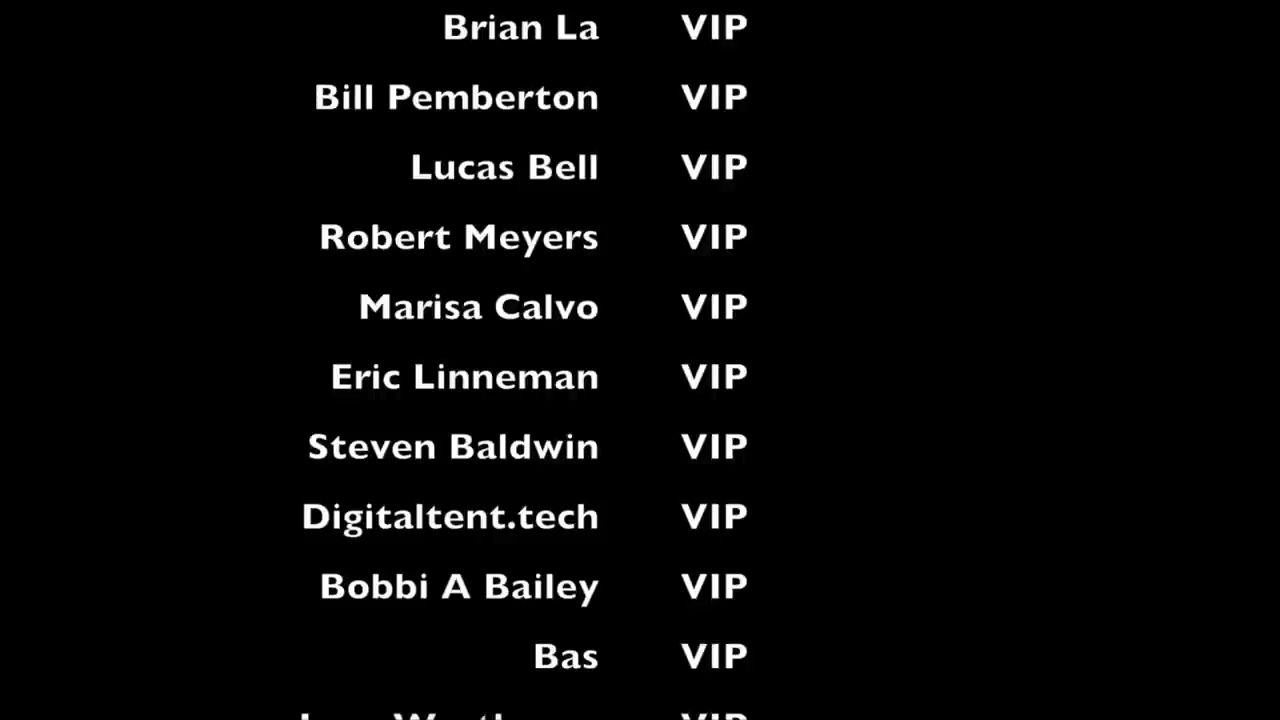 Brian La VIP
Bill Pemberton VIP
Lucas Bell VIP
Robert Meyers VIP
Marisa Calvo VIP
Eric Linneman VIP
Steven Baldwin VIP
Digitaltent.tech VIP
Bobbi A Bailey VIP
Bas VIP
VIP